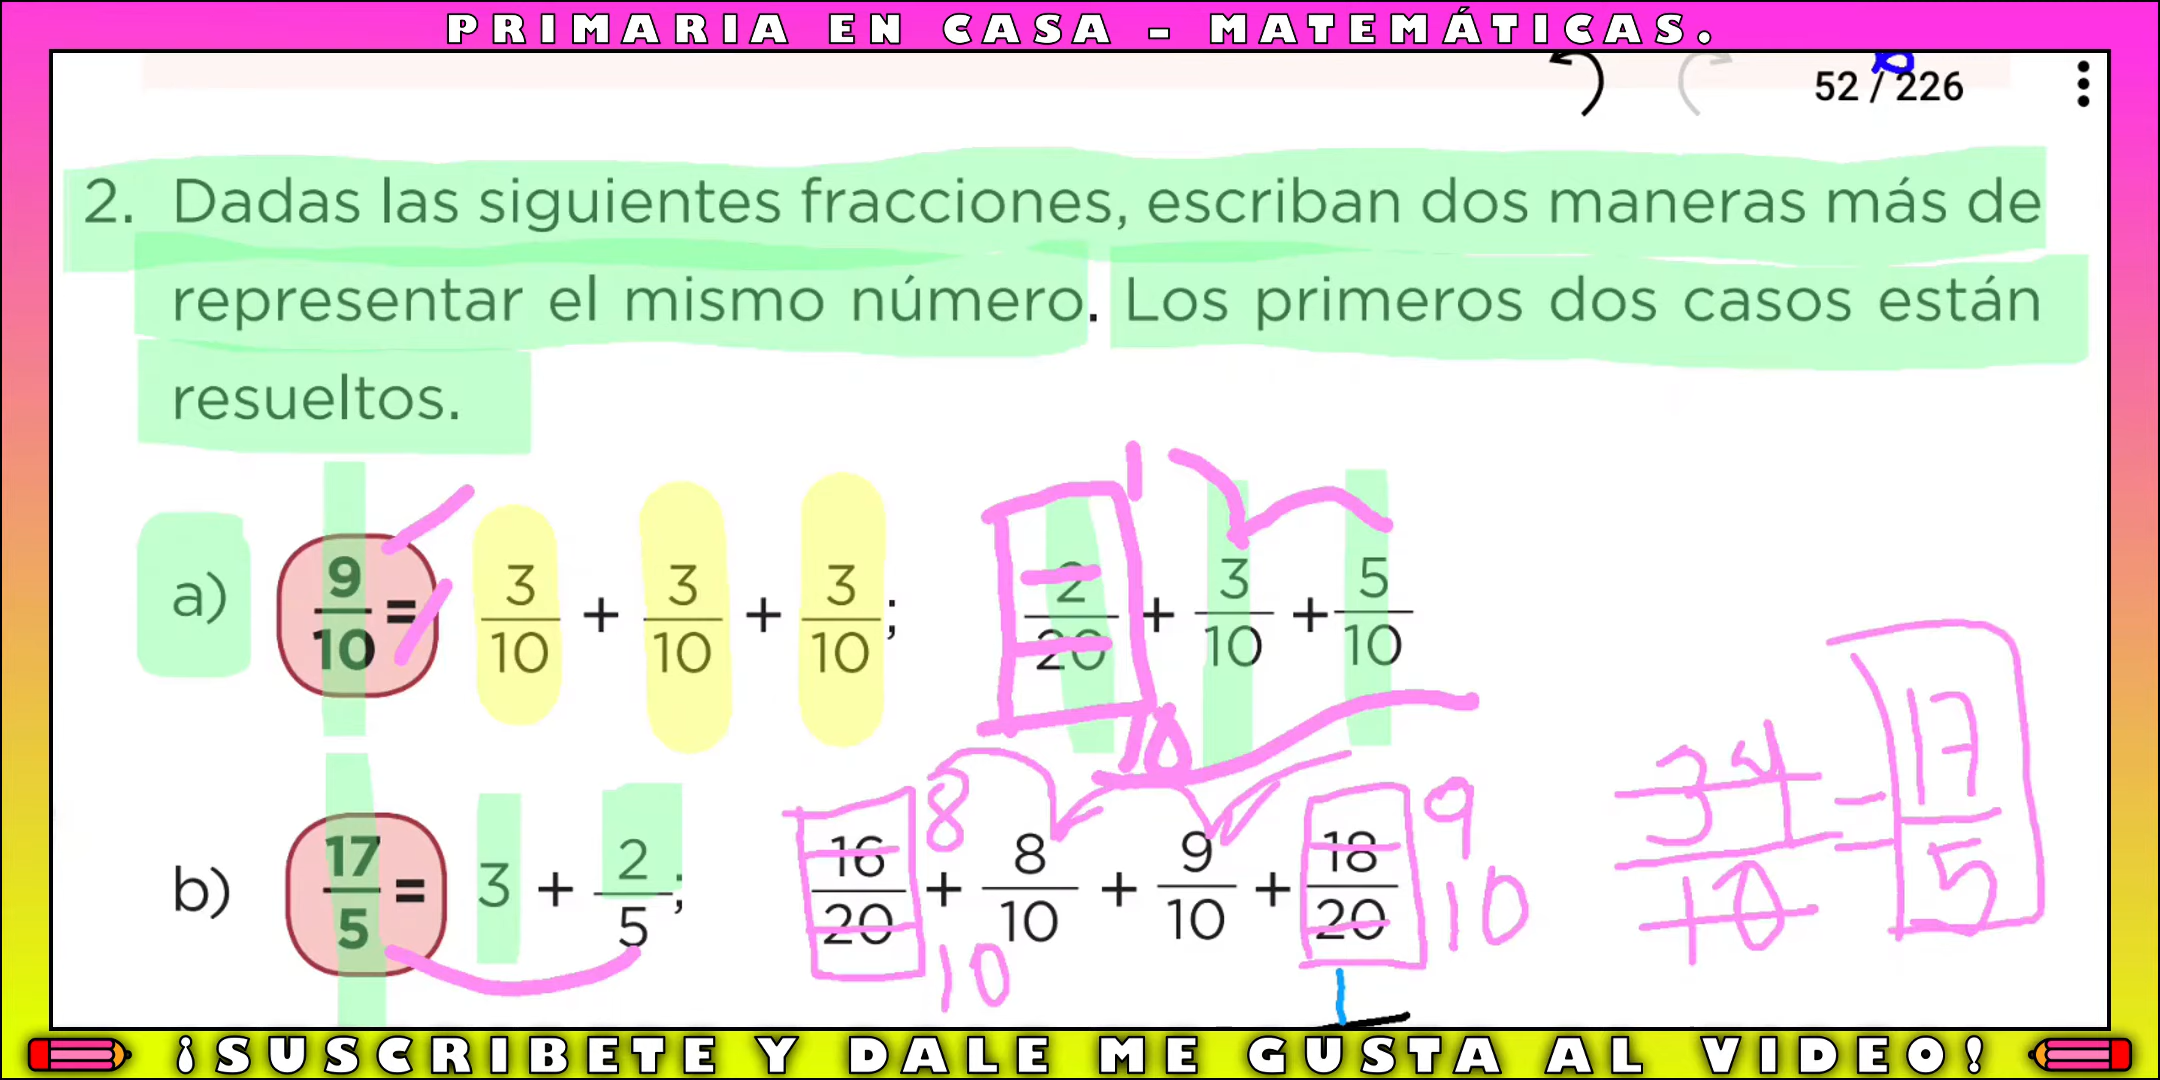 PRIMARIA EN CASA - MATEMÁTICAS.
52 / 226
2. Dadas las siguientes fracciones, escriban dos maneras más de
representar el mismo número. Los primeros dos casos están
resueltos.
a) 9/10 = 3/10 + 3/10 + 3/10; 2/20 + 3/10 + 5/10
1
10
b) 17/5 = 3 + 2/5; 16/20 + 8/10 + 9/10 + 18/20
8
10
9
10
34/10 = 17/5
1
¡SUSCRIBETE Y DALE ME GUSTA AL VIDEO!